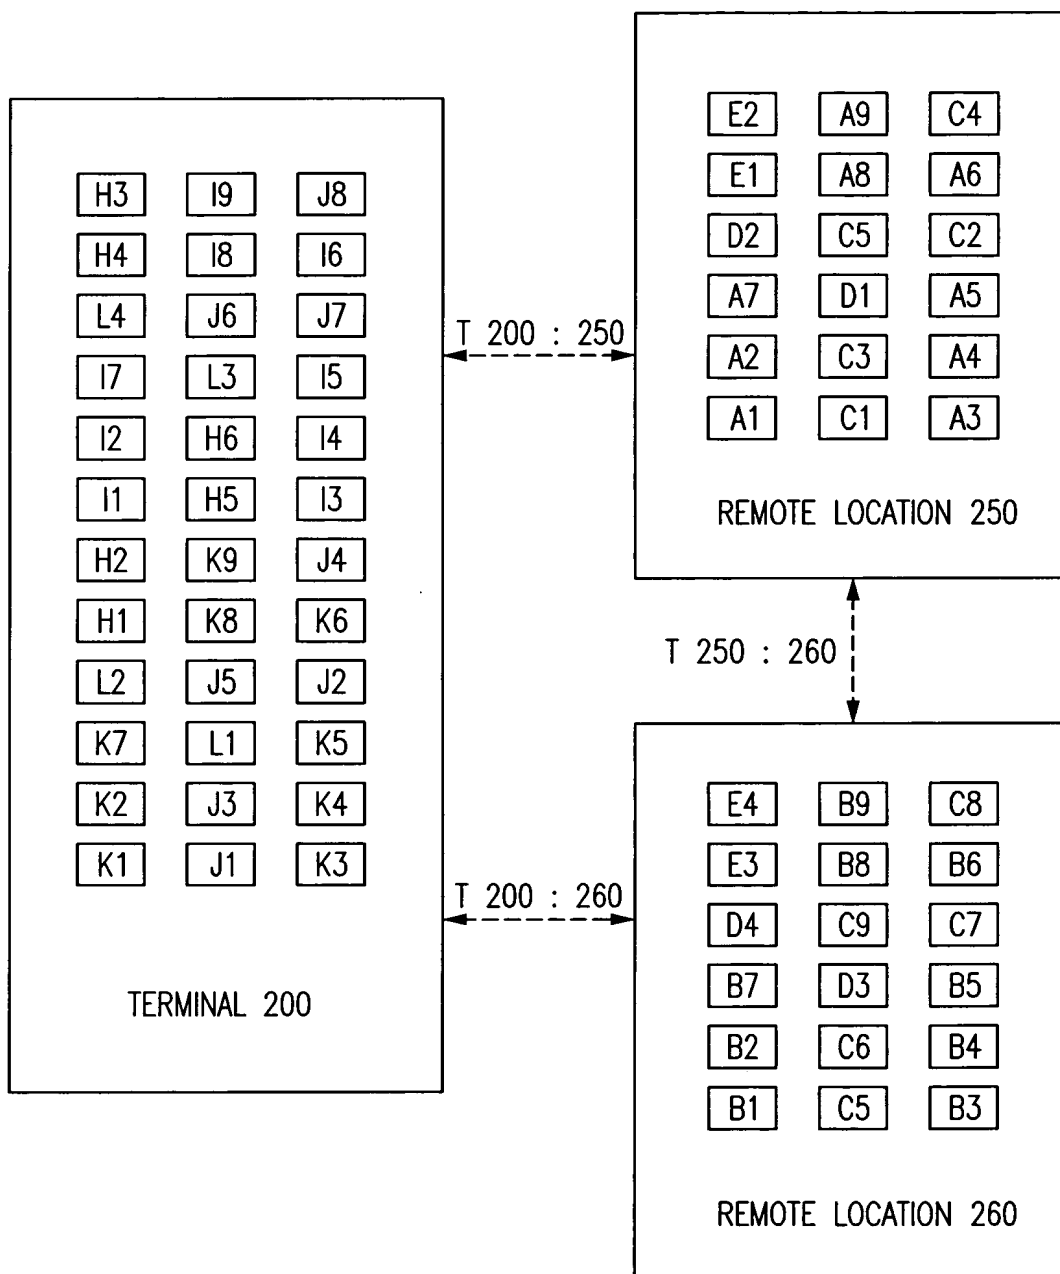 H3 I9 J8
H4 I8 I6
L4 J6 J7
I7 L3 I5
I2 H6 I4
I1 H5 I3
H2 K9 J4
H1 K8 K6
L2 J5 J2
K7 L1 K5
K2 J3 K4
K1 J1 K3
TERMINAL 200
T 200 : 250
E2 A9 C4
E1 A8 A6
D2 C5 C2
A7 D1 A5
A2 C3 A4
A1 C1 A3
REMOTE LOCATION 250
T 250 : 260
T 200 : 260
E4 B9 C8
E3 B8 B6
D4 C9 C7
B7 D3 B5
B2 C6 B4
B1 C5 B3
REMOTE LOCATION 260